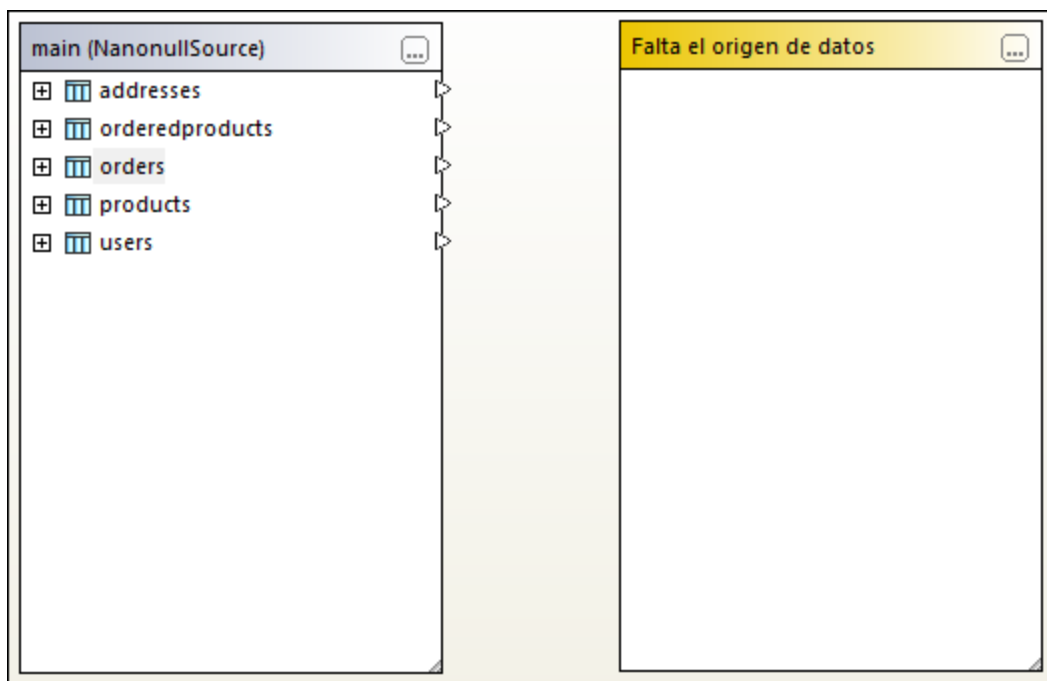 main (NanonullSource)
...
addresses
orderedproducts
orders
products
users
Falta el origen de datos
...